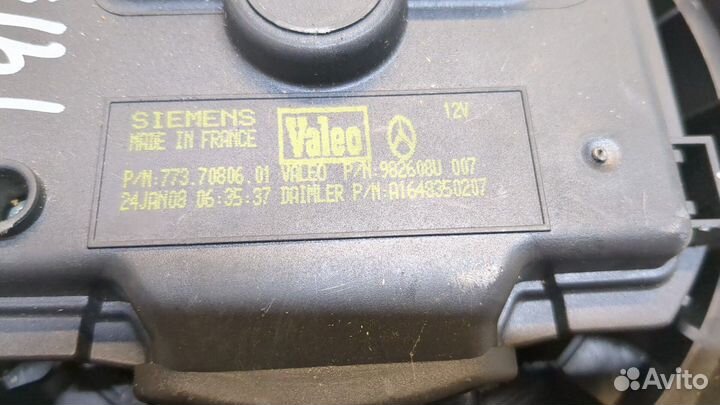 SIEMENS Valeo 12V
MADE IN FRANCE
P/N:773.70806.01 VALEO P/N:982608U 007
24JAN08 06:35:37 DAIMLER P/N:A1648350207
Avito